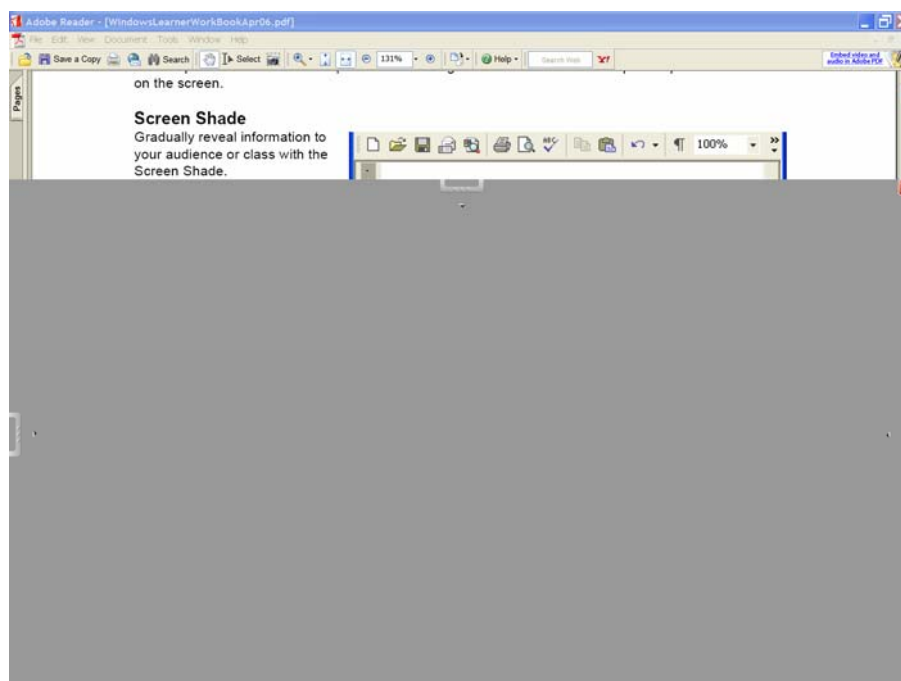 Adobe Reader - [WindowsLearnerWorkBookApr06.pdf]
File Edit View Document Tools Window Help
Save a Copy Search Select 131% Help Search Web Y! Embed video and
audio in Adobe PDF
Pages
on the screen.
Screen Shade
Gradually reveal information to
your audience or class with the
Screen Shade.
ABC 100%